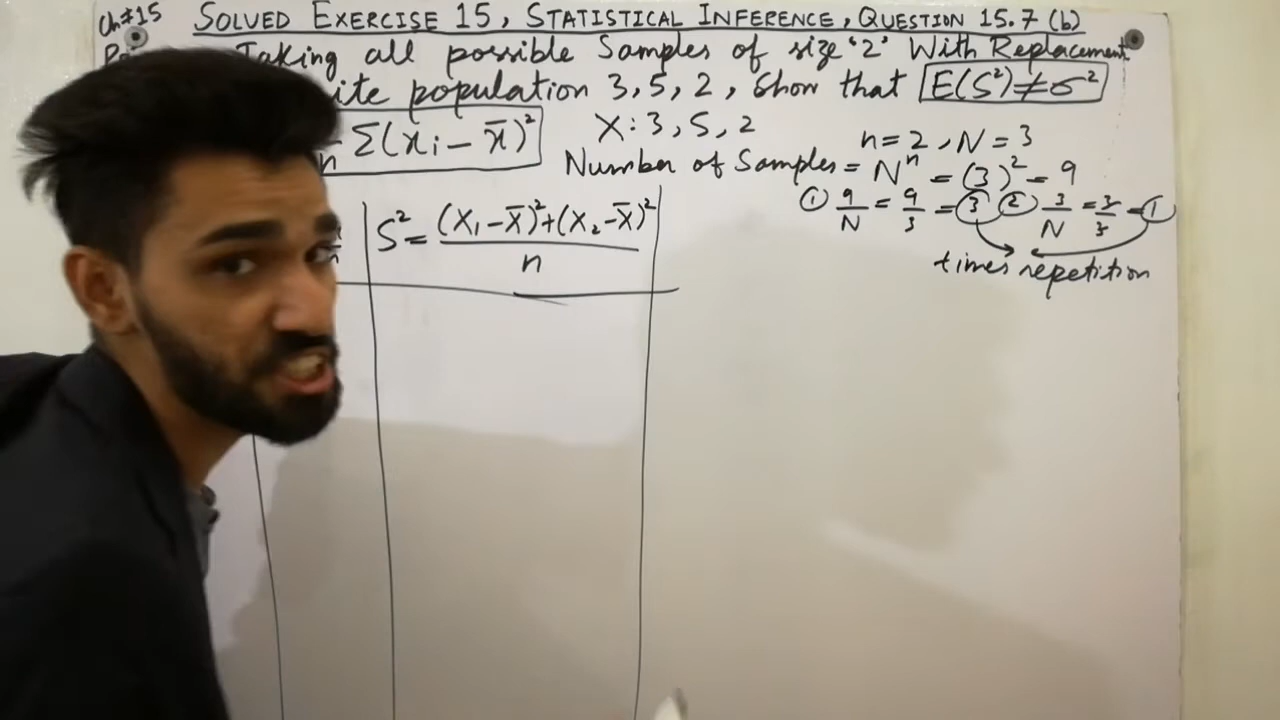 Ch#15 SOLVED EXERCISE 15, STATISTICAL INFERENCE, QUESTION 15.7 (b)
Taking all possible Samples of size '2' With Replacement
population 3, 5, 2, Show that E(S²)≠σ²
Σ(xᵢ - x̄)² X: 3, 5, 2 n=2, N=3
Number of Samples = Nⁿ = (3)² = 9
① 9/N = 9/3 = 3 ② 3/N = 3/3 = 1
times repetition
S² = (X₁-X̄)²+(X₂-X̄)²/n